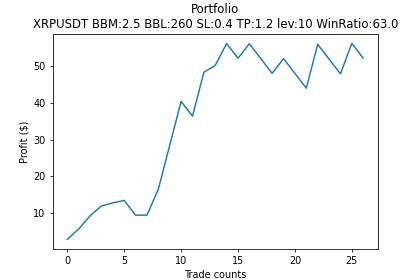 Portfolio
XRPUSDT BBM:2.5 BBL:260 SL:0.4 TP:1.2 lev:10 WinRatio:63.0
Profit ($)
50
40
30
20
10
0 5 10 15 20 25
Trade counts